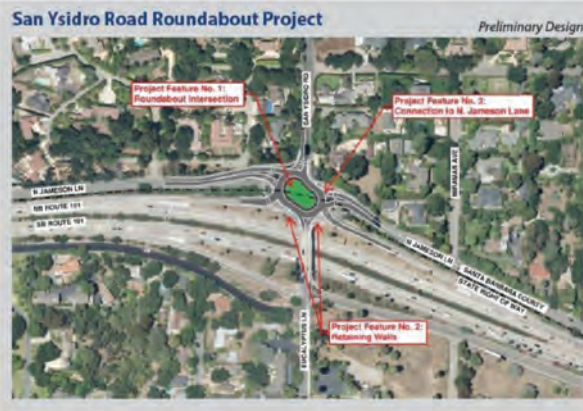 San Ysidro Road Roundabout Project
Preliminary Design
Project Feature No. 1:
Roundabout Intersection
SAN YSIDRO RD
Project Feature No. 3:
Connection to N. Jameson Lane
MIRAMAR AVE
N JAMESON LN
NB ROUTE 101
SB ROUTE 101
N JAMESON LN
SANTA BARBARA COUNTY
STATE RIGHT OF WAY
EUCALYPTUS LN
Project Feature No. 2:
Retaining Walls